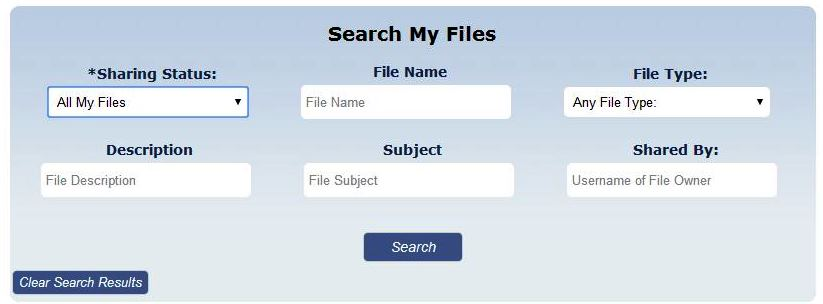 Search My Files
*Sharing Status: File Name File Type:
All My Files File Name Any File Type:
Description Subject Shared By:
File Description File Subject Username of File Owner
Search
Clear Search Results